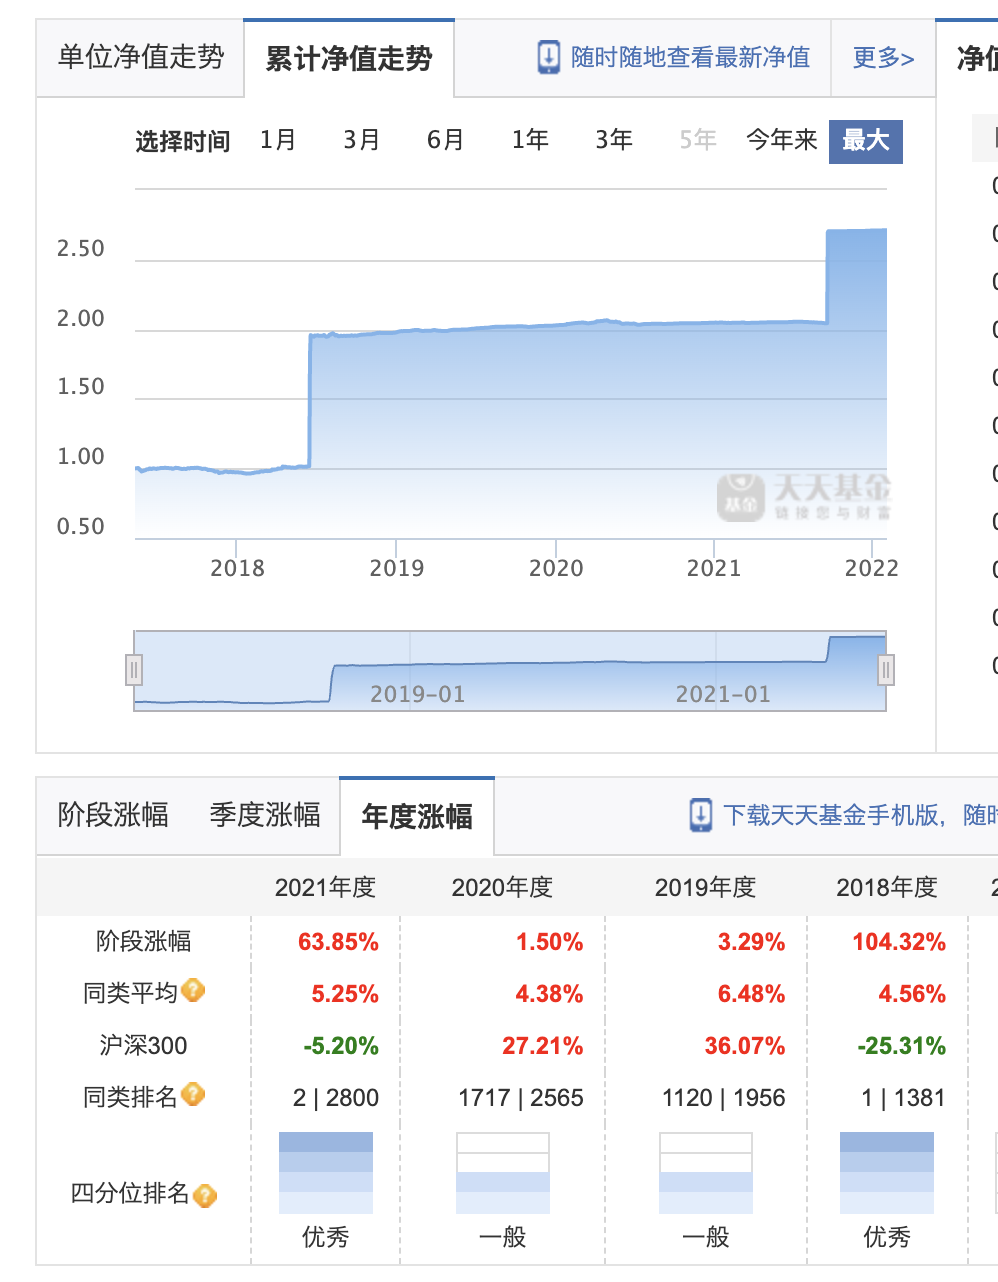 单位净值走势 累计净值走势 随时随地查看最新净值 更多>
选择时间 1月 3月 6月 1年 3年 5年 今年来 最大
2.50
2.00
1.50
1.00
0.50
天天基金
基金 链接您与财富
2018 2019 2020 2021 2022
2019-01 2021-01
阶段涨幅 季度涨幅 年度涨幅 下载天天基金手机版，随时
2021年度 2020年度 2019年度 2018年度
阶段涨幅 63.85% 1.50% 3.29% 104.32%
同类平均 ? 5.25% 4.38% 6.48% 4.56%
沪深300 -5.20% 27.21% 36.07% -25.31%
同类排名 ? 2 | 2800 1717 | 2565 1120 | 1956 1 | 1381
四分位排名 ?
优秀 一般 一般 优秀